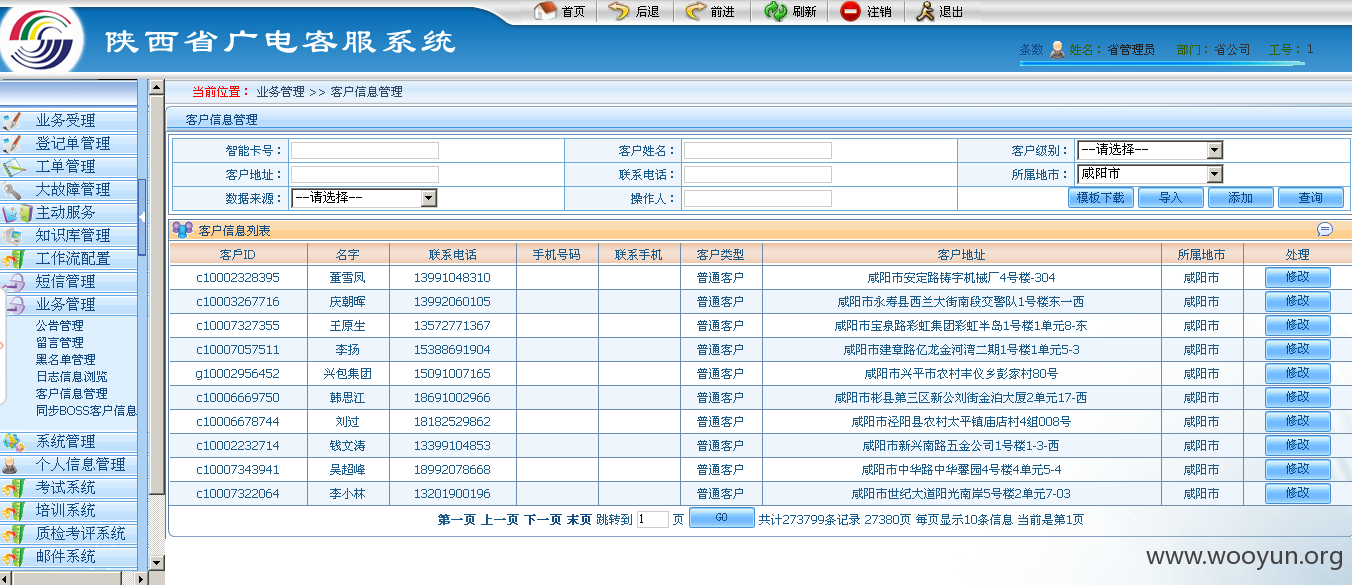 首页 后退 前进 刷新 注销 退出
陕西省广电客服系统
条数 姓名：省管理员 部门：省公司 工号：1
当前位置： 业务管理 >> 客户信息管理
客户信息管理
业务受理
登记单管理
工单管理
大故障管理
主动服务
知识库管理
工作流配置
短信管理
业务管理
公告管理
留言管理
黑名单管理
日志信息浏览
客户信息管理
同步BOSS客户信息
系统管理
个人信息管理
考试系统
培训系统
质检考评系统
邮件系统
智能卡号： 客户姓名： 客户级别： --请选择--
客户地址： 联系电话： 所属地市： 咸阳市
数据来源： --请选择-- 操作人： 模板下载 导入 添加 查询
客户信息列表
客户ID 名字 联系电话 手机号码 联系手机 客户类型 客户地址 所属地市 处理
c10002328395 董雪凤 13991048310 普通客户 咸阳市安定路铸字机械厂4号楼-304 咸阳市 修改
c10003267716 庆朝晖 13992060105 普通客户 咸阳市永寿县西兰大街南段交警队1号楼东一西 咸阳市 修改
c10007327355 王原生 13572771367 普通客户 咸阳市宝泉路彩虹集团彩虹半岛1号楼1单元8-东 咸阳市 修改
c10007057511 李扬 15388691904 普通客户 咸阳市建章路亿龙金河湾二期1号楼1单元5-3 咸阳市 修改
g10002956452 兴包集团 15091007165 普通客户 咸阳市兴平市农村丰仪乡彭家村80号 咸阳市 修改
c10006669750 韩思江 18691002966 普通客户 咸阳市彬县第三区新公刘街金泊大厦2单元17-西 咸阳市 修改
c10006678744 刘过 18182529862 普通客户 咸阳市泾阳县农村太平镇庙店村4组008号 咸阳市 修改
c10002232714 钱文涛 13399104853 普通客户 咸阳市新兴南路五金公司1号楼1-3-西 咸阳市 修改
c10007343941 吴超峰 18992078668 普通客户 咸阳市中华路中华馨园4号楼4单元5-4 咸阳市 修改
c10007322064 李小林 13201900196 普通客户 咸阳市世纪大道阳光南岸5号楼2单元7-03 咸阳市 修改
第一页 上一页 下一页 末页 跳转到 1 页 GO 共计273799条记录 27380页 每页显示10条信息 当前是第1页
www.wooyun.org